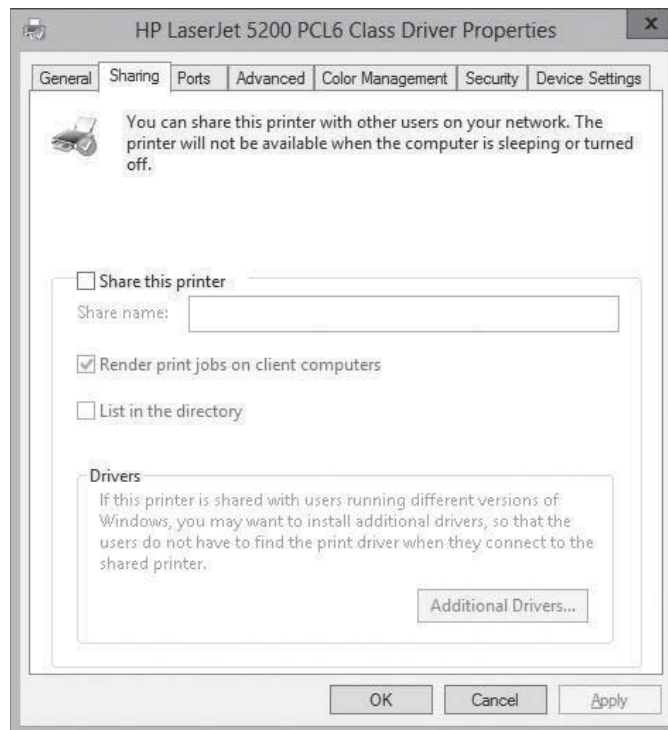 HP LaserJet 5200 PCL6 Class Driver Properties
x
General Sharing Ports Advanced Color Management Security Device Settings
You can share this printer with other users on your network. The
printer will not be available when the computer is sleeping or turned
off.
Share this printer
Share name:
Render print jobs on client computers
List in the directory
Drivers
If this printer is shared with users running different versions of
Windows, you may want to install additional drivers, so that the
users do not have to find the print driver when they connect to the
shared printer.
Additional Drivers...
OK Cancel Apply